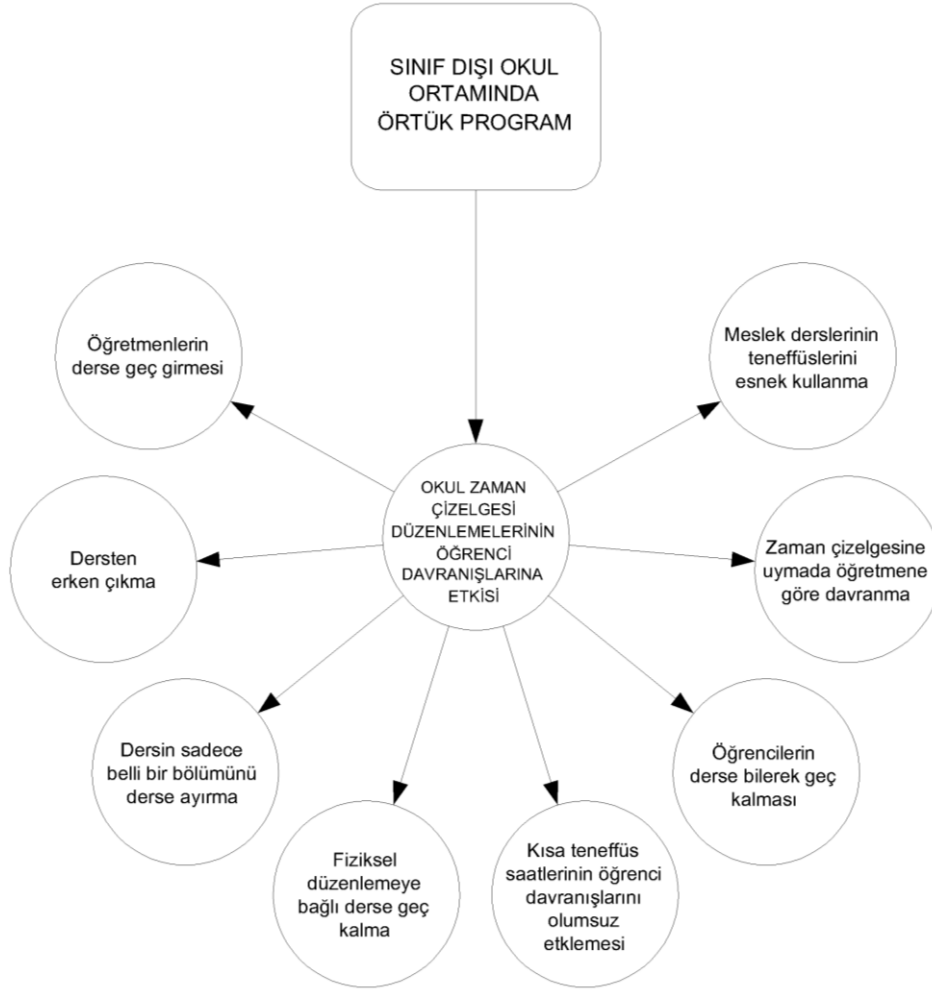 SINIF DIŞI OKUL
ORTAMINDA
ÖRTÜK PROGRAM
Öğretmenlerin
derse geç girmesi
Meslek derslerinin
teneffüslerini
esnek kullanma
OKUL ZAMAN
ÇİZELGESİ
DÜZENLEMELERİNİN
ÖĞRENCİ
DAVRANIŞLARINA
ETKİSİ
Dersten
erken çıkma
Zaman çizelgesine
uymada öğretmene
göre davranma
Dersin sadece
belli bir bölümünü
derse ayırma
Öğrencilerin
derse bilerek geç
kalması
Fiziksel
düzenlemeye
bağlı derse geç
kalma
Kısa teneffüs
saatlerinin öğrenci
davranışlarını
olumsuz
etklemesi